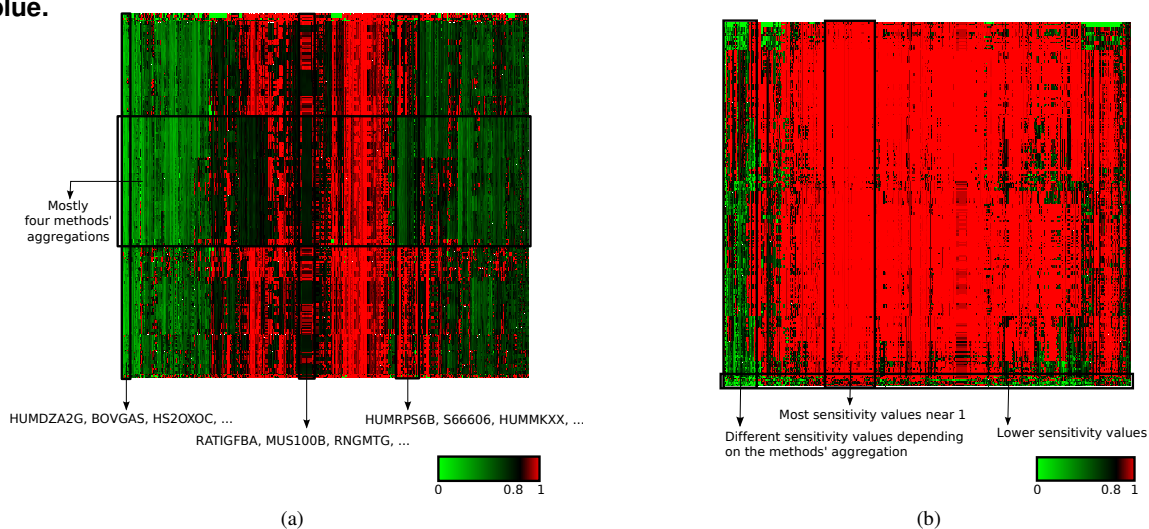 blue.
Mostly
four methods'
aggregations
HUMDZA2G, BOVGAS, HS2OXOC, ...
RATIGFBA, MUS100B, RNGMTG, ...
HUMRPS6B, S66606, HUMMKXX, ...
0 0.8 1
(a)
Most sensitivity values near 1
Different sensitivity values depending
on the methods' aggregation
Lower sensitivity values
0 0.8 1
(b)